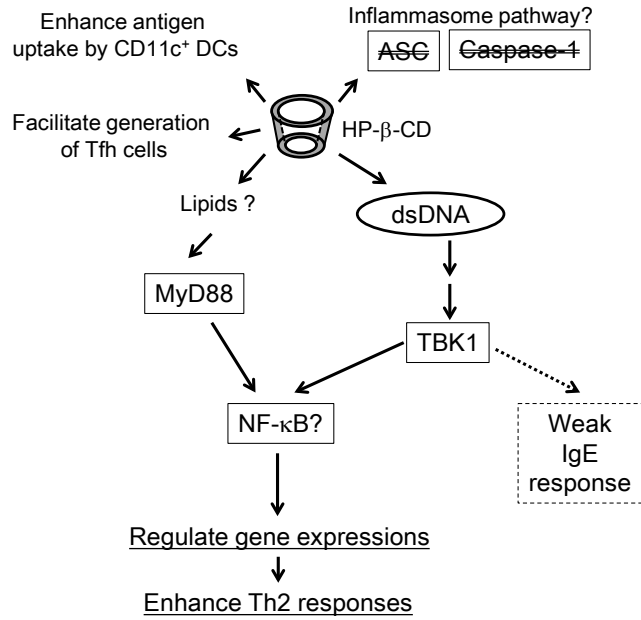 Enhance antigen
uptake by CD11c⁺ DCs
Inflammasome pathway?
ASC
Caspase-1
Facilitate generation
of Tfh cells
HP-β-CD
Lipids ?
dsDNA
MyD88
TBK1
NF-κB?
Weak
IgE
response
Regulate gene expressions
Enhance Th2 responses